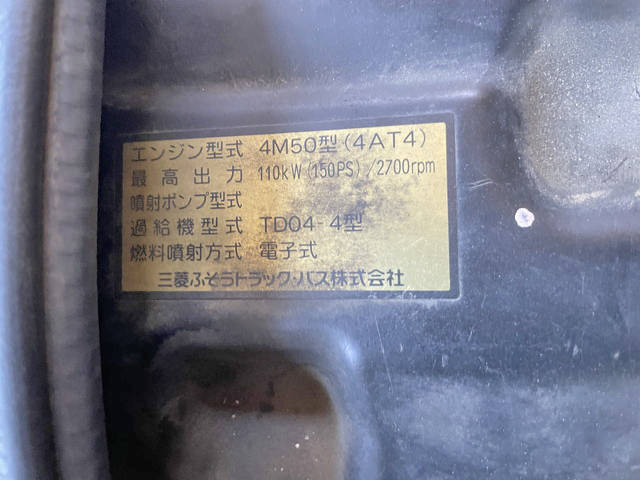 エンジン型式 4M50型(4AT4)
最高出力 110kW(150PS)/2700rpm
噴射ポンプ型式
過給機型式 TD04-4型
燃料噴射方式 電子式
三菱ふそうトラック・バス株式会社